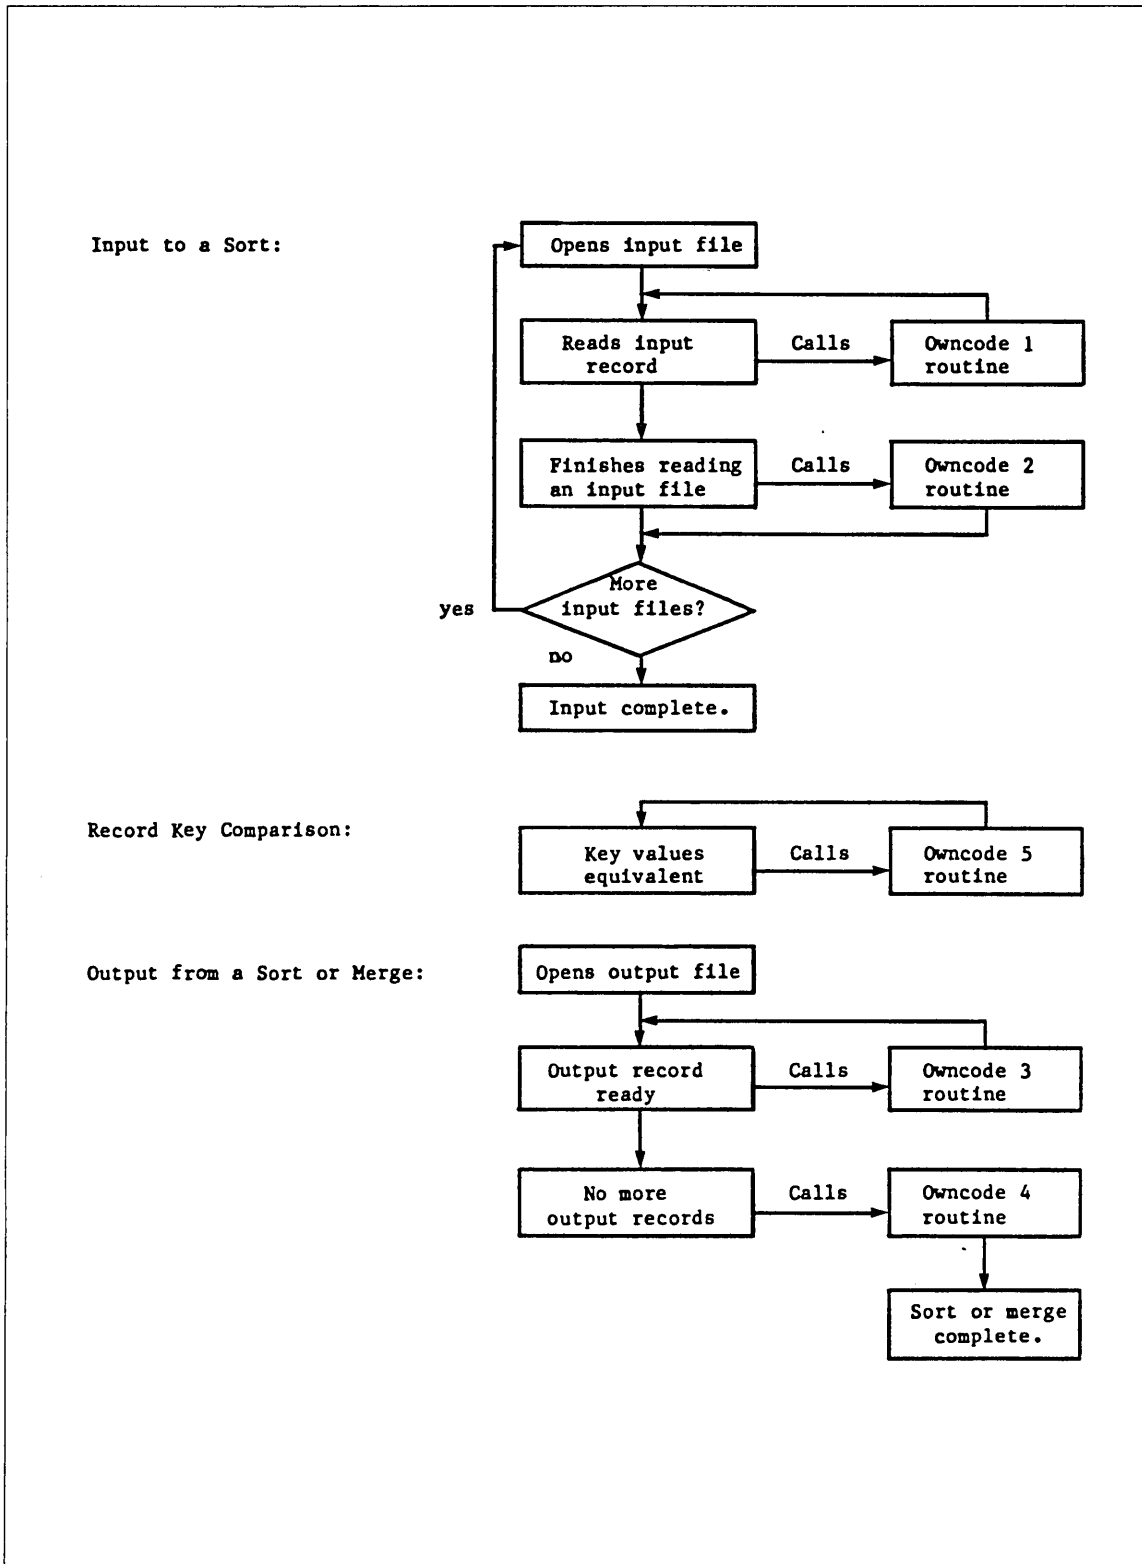 Input to a Sort:
Opens input file
Reads input
record
Calls
Owncode 1
routine
Finishes reading
an input file
Calls
Owncode 2
routine
More
input files?
yes
no
Input complete.
Record Key Comparison:
Key values
equivalent
Calls
Owncode 5
routine
Output from a Sort or Merge:
Opens output file
Output record
ready
Calls
Owncode 3
routine
No more
output records
Calls
Owncode 4
routine
Sort or merge
complete.